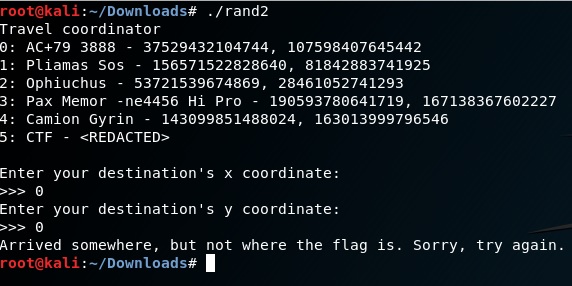 root@kali:~/Downloads# ./rand2
Travel coordinator
0: AC+79 3888 - 37529432104744, 107598407645442
1: Pliamas Sos - 156571522828640, 81842883741925
2: Ophiuchus - 53721539674869, 28461052741293
3: Pax Memor -ne4456 Hi Pro - 190593780641719, 167138367602227
4: Camion Gyrin - 143099851488024, 163013999796546
5: CTF - <REDACTED>
Enter your destination's x coordinate:
>>> 0
Enter your destination's y coordinate:
>>> 0
Arrived somewhere, but not where the flag is. Sorry, try again.
root@kali:~/Downloads#